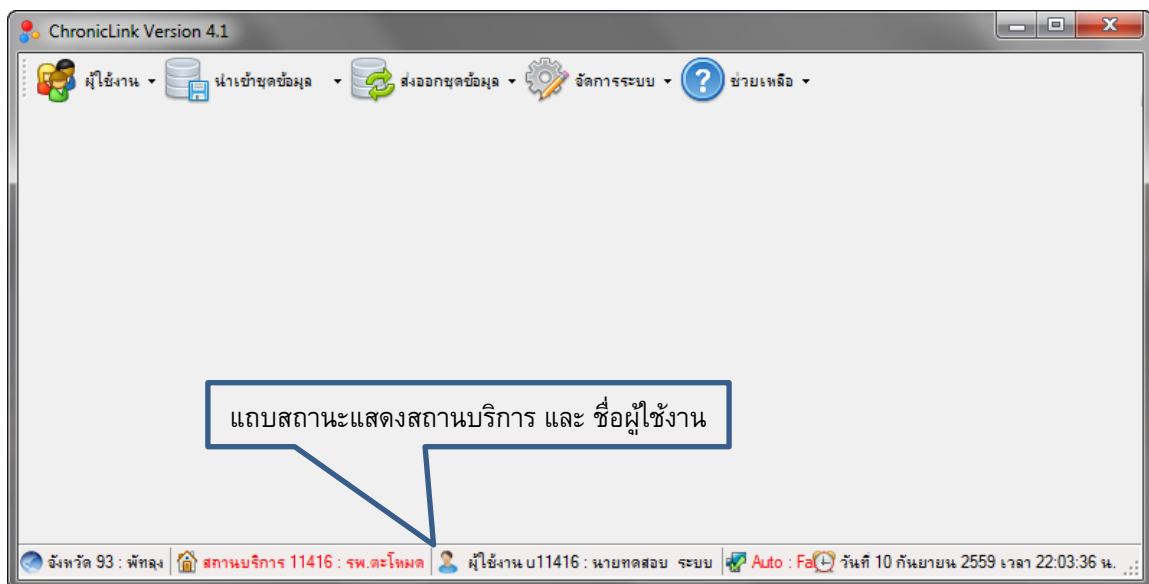 ChronicLink Version 4.1
ผู้ใช้งาน นำเข้าชุดข้อมูล ส่งออกชุดข้อมูล จัดการระบบ ช่วยเหลือ
แถบสถานะแสดงสถานบริการ และ ชื่อผู้ใช้งาน
จังหวัด 93 : พัทลุง สถานบริการ 11416 : รพ.ตะโหมด ผู้ใช้งาน u11416 : นายทดสอบ ระบบ Auto : Fa วันที่ 10 กันยายน 2559 เวลา 22:03:36 น.